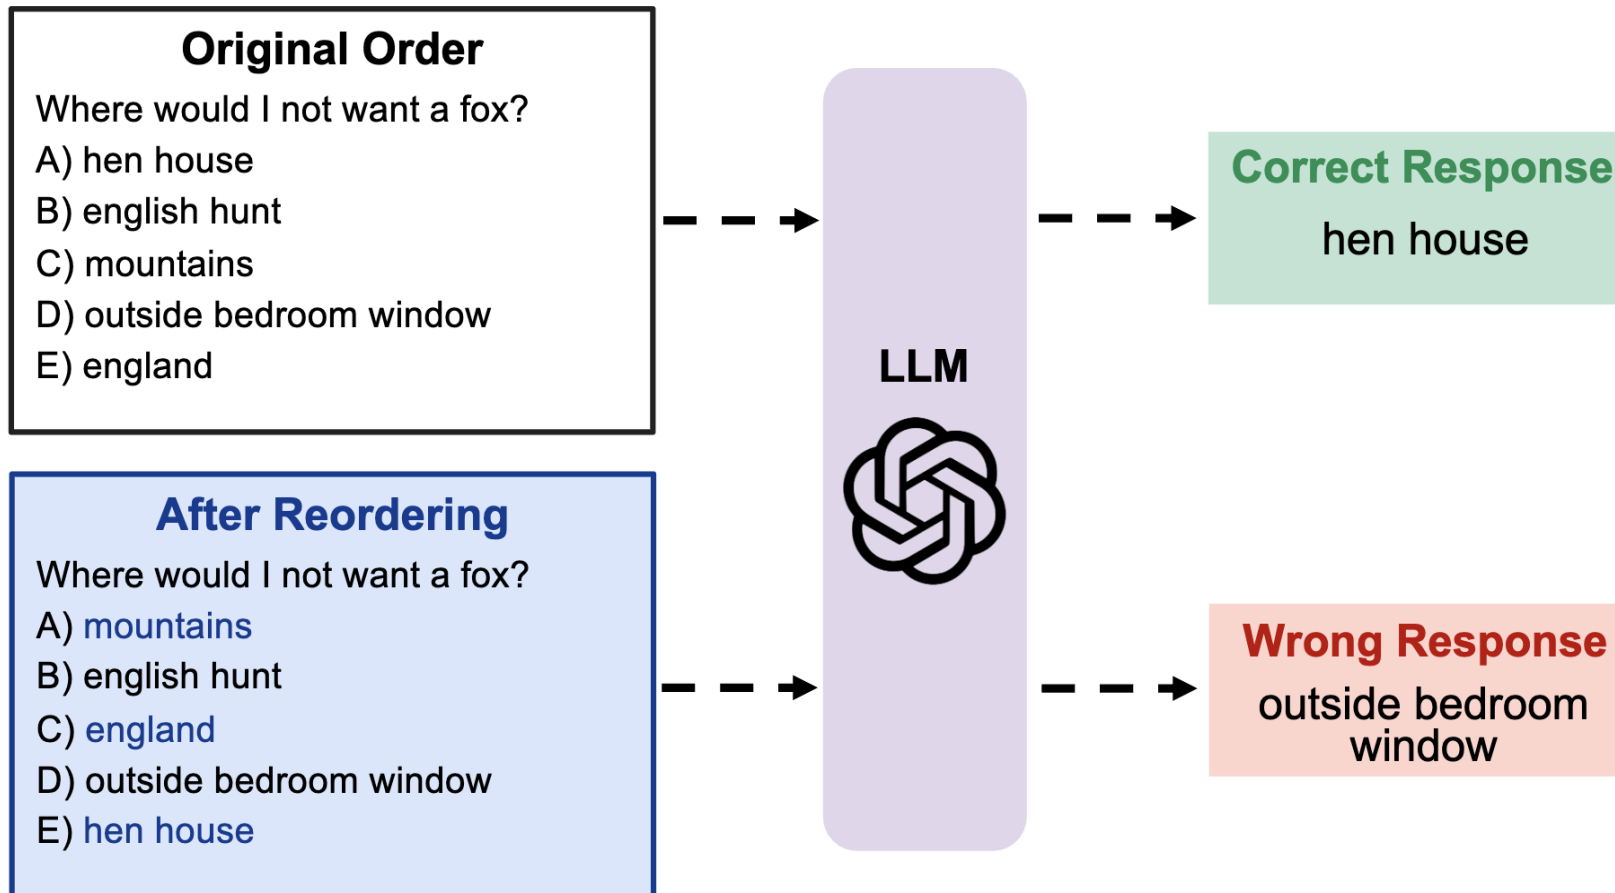 Original Order
Where would I not want a fox?
A) hen house
B) english hunt
C) mountains
D) outside bedroom window
E) england
After Reordering
Where would I not want a fox?
A) mountains
B) english hunt
C) england
D) outside bedroom window
E) hen house
LLM
Correct Response
hen house
Wrong Response
outside bedroom
window